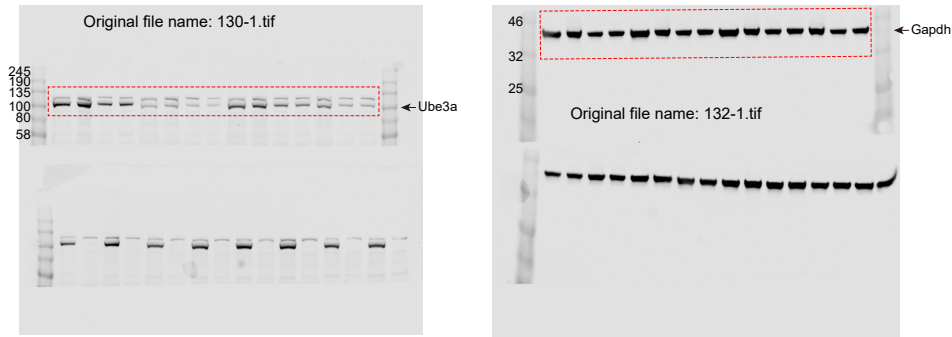 Original file name: 130-1.tif
245
190
135
100
80
58
Ube3a
46
32
25
Gapdh
Original file name: 132-1.tif